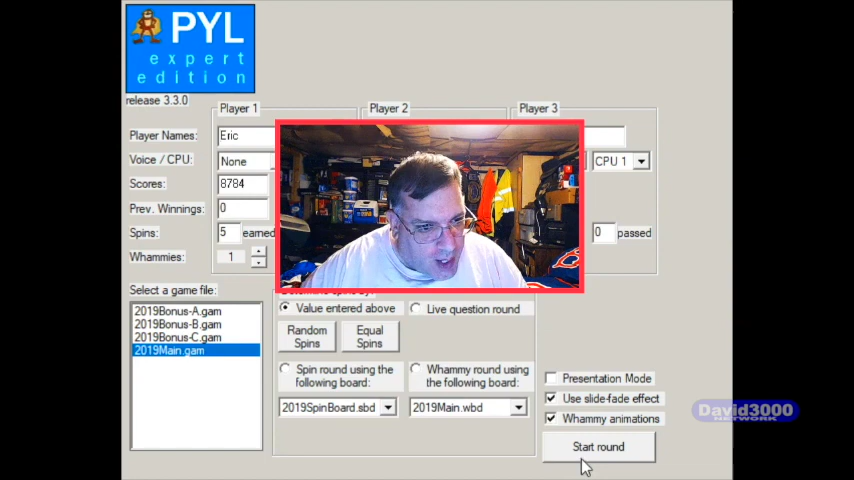 PYL
expert
edition
release 3.3.0
Player 1
Player 2
Player 3
Player Names:
Eric
Voice / CPU:
None
CPU 1
Scores:
8784
Prev. Winnings:
0
Spins:
5
earned
0
passed
Whammies:
1
Select a game file:
2019Bonus-A.gam
2019Bonus-B.gam
2019Bonus-C.gam
2019Main.gam
Value entered above
Live question round
Random
Spins
Equal
Spins
Spin round using the
following board:
Whammy round using
the following board:
2019SpinBoard.sbd
2019Main.wbd
Presentation Mode
Use slide-fade effect
Whammy animations
Start round
David3000
NETWORK